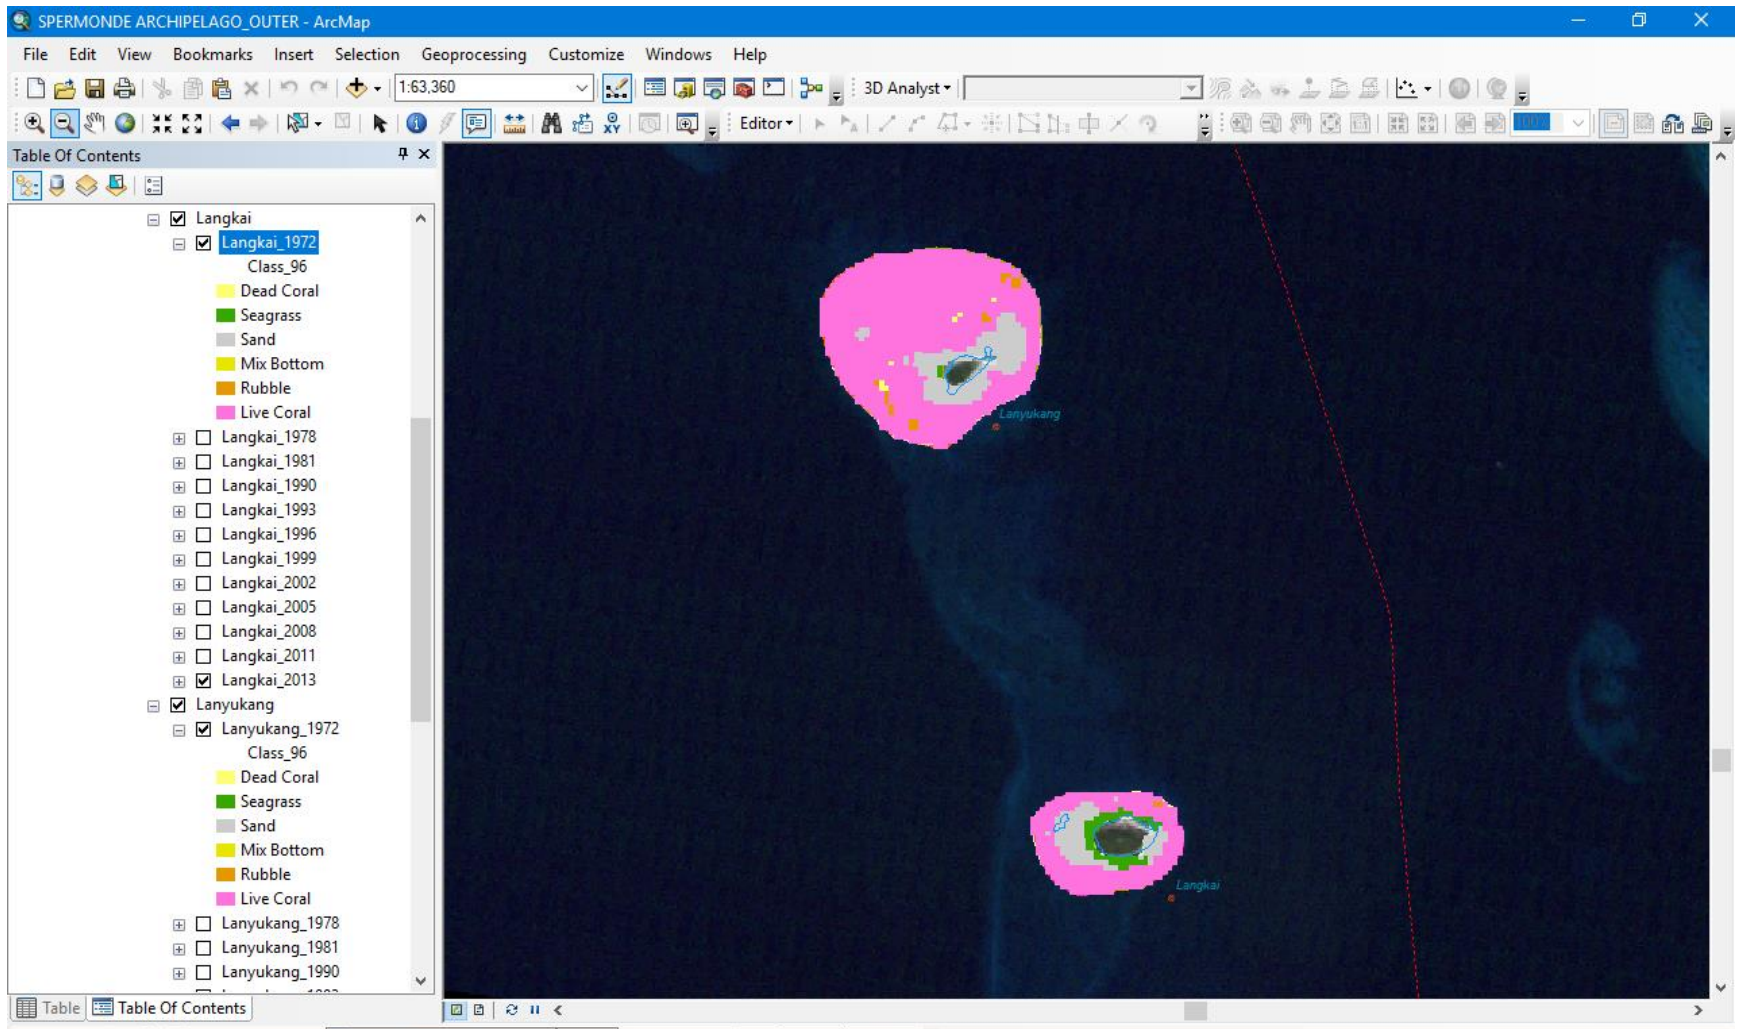 SPERMONDE ARCHIPELAGO_OUTER - ArcMap
File Edit View Bookmarks Insert Selection Geoprocessing Customize Windows Help
1:63,360 3D Analyst
Editor 100%
Table Of Contents
Langkai
Langkai_1972
Class_96
Dead Coral
Seagrass
Sand
Mix Bottom
Rubble
Live Coral
Langkai_1978
Langkai_1981
Langkai_1990
Langkai_1993
Langkai_1996
Langkai_1999
Langkai_2002
Langkai_2005
Langkai_2008
Langkai_2011
Langkai_2013
Lanyukang
Lanyukang_1972
Class_96
Dead Coral
Seagrass
Sand
Mix Bottom
Rubble
Live Coral
Lanyukang_1978
Lanyukang_1981
Lanyukang_1990
Table Table Of Contents
Lanyukang
Langkai